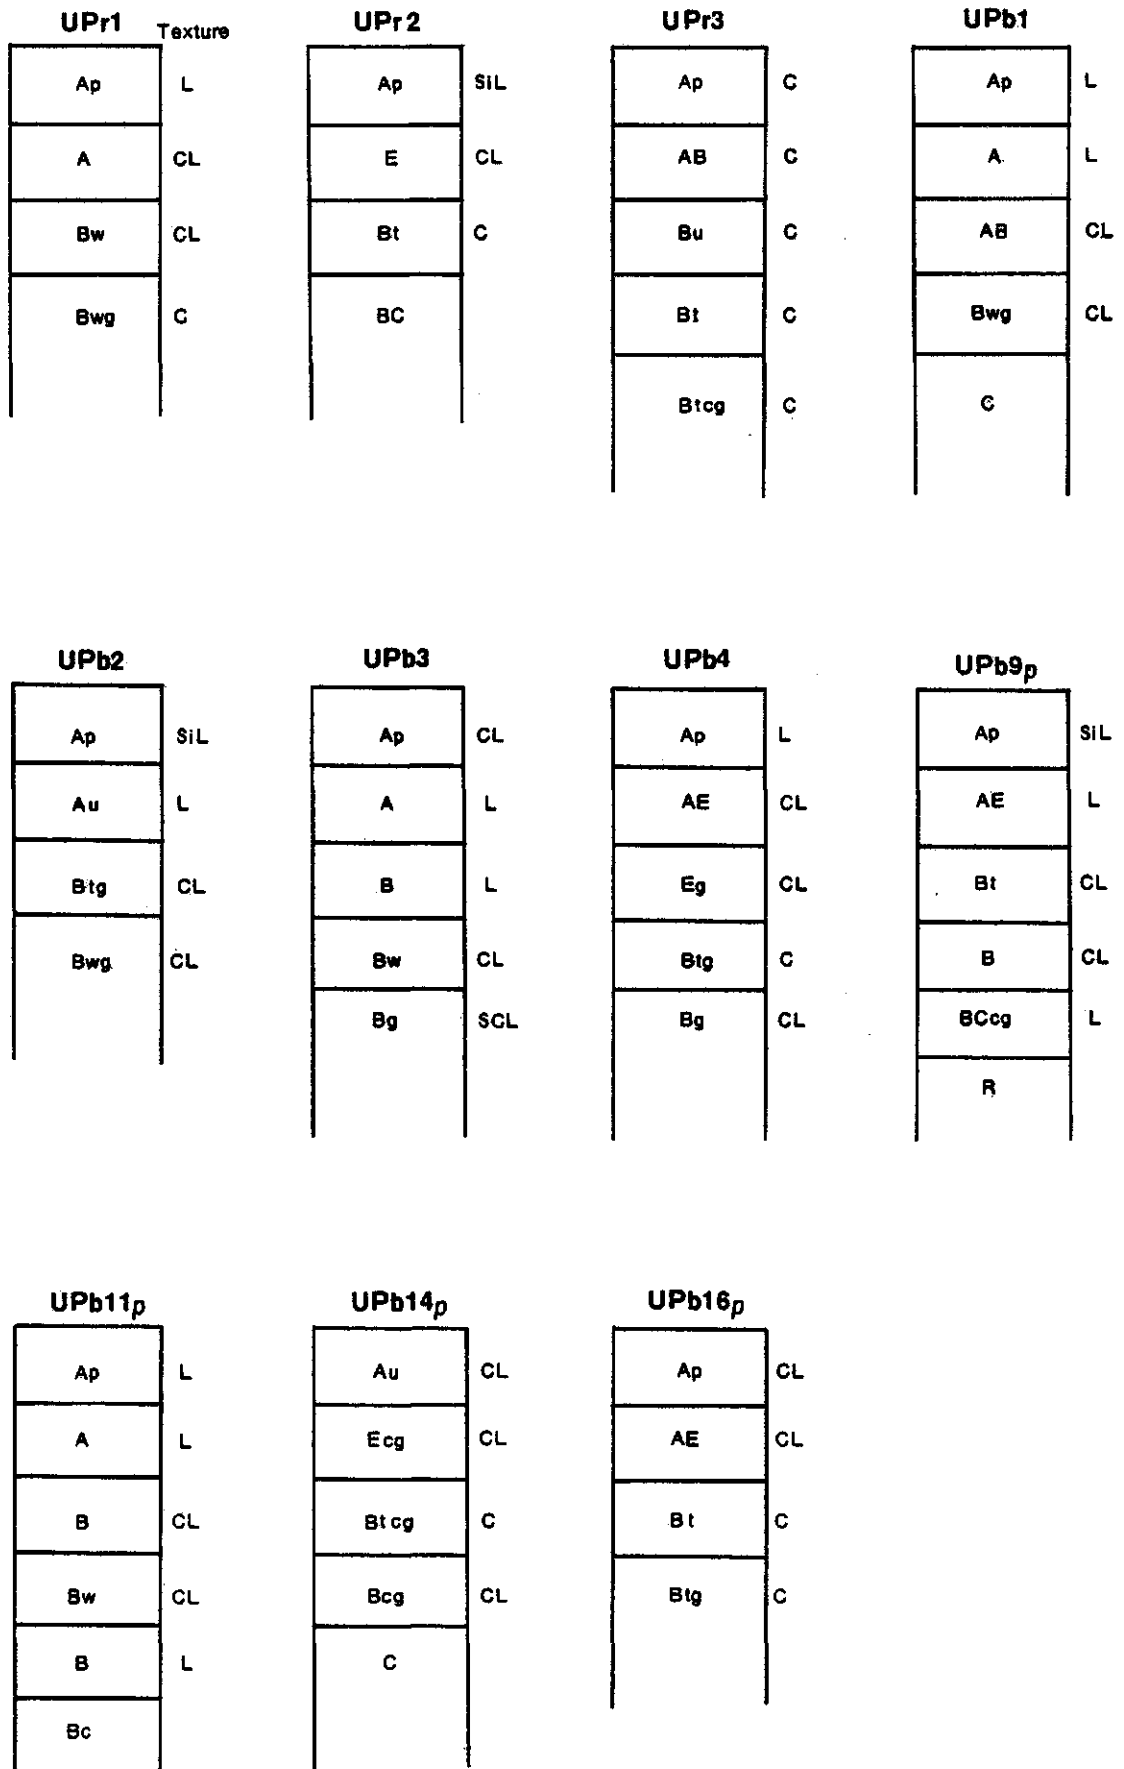 UPr1 Texture
Ap L
A CL
Bw CL
Bwg C
UPr2
Ap SiL
E CL
Bt C
BC
UPr3
Ap C
AB C
Bu C
Bt C
Btcg C
UPb1
Ap L
A L
AB CL
Bwg CL
C
UPb2
Ap SiL
Au L
Btg CL
Bwg CL
UPb3
Ap CL
A L
B L
Bw CL
Bg SCL
UPb4
Ap L
AE CL
Eg CL
Btg C
Bg CL
UPb9p
Ap SiL
AE L
Bt CL
B CL
BCcg L
R
UPb11p
Ap L
A L
B CL
Bw CL
B L
Bc
UPb14p
Au CL
Ecg CL
Btcg C
Bcg CL
C
UPb16p
Ap CL
AE CL
Bt C
Btg C